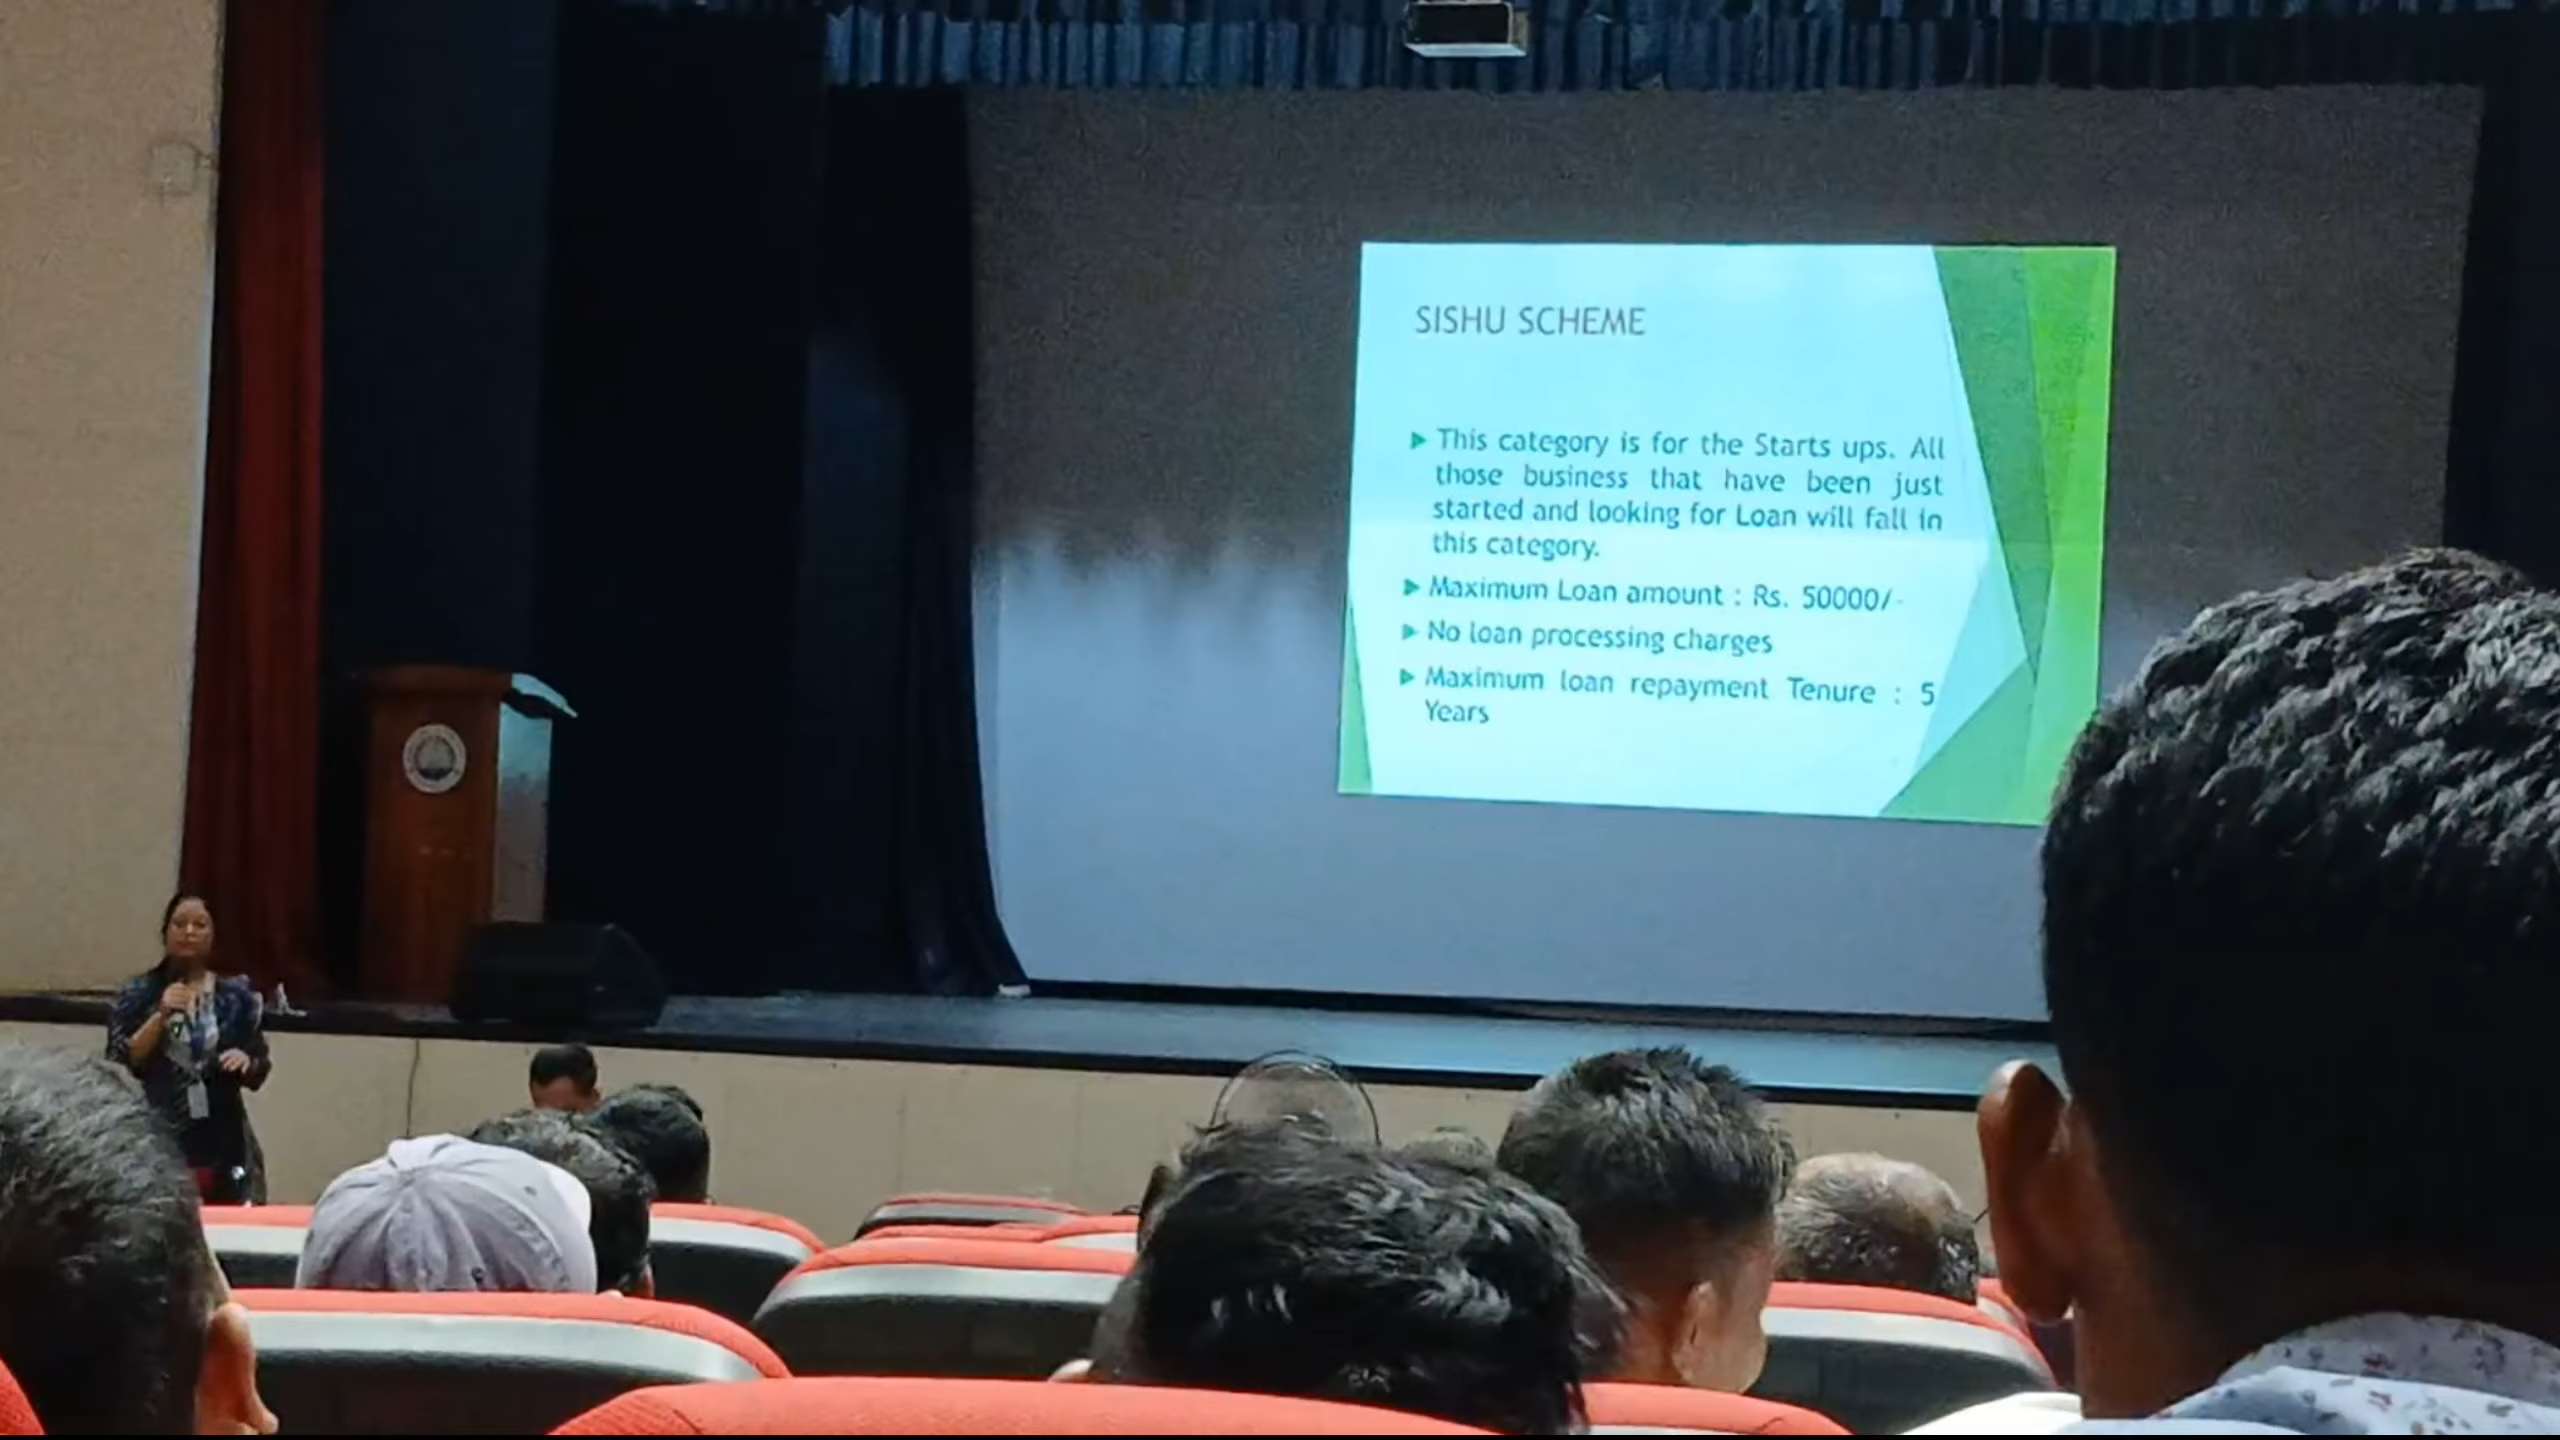 SISHU SCHEME
This category is for the Starts ups. All
those business that have been just
started and looking for Loan will fall in
this category.
Maximum Loan amount : Rs. 50000/-
No loan processing charges
Maximum loan repayment Tenure : 5
Years